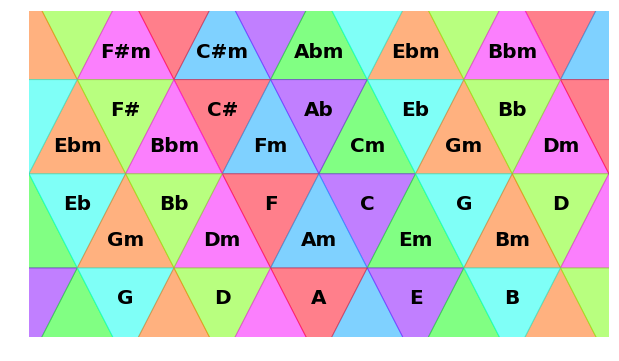 F#m C#m Abm Ebm Bbm
F# C# Ab Eb Bb
Ebm Bbm Fm Cm Gm Dm
Eb Bb F C G D
Gm Dm Am Em Bm
G D A E B